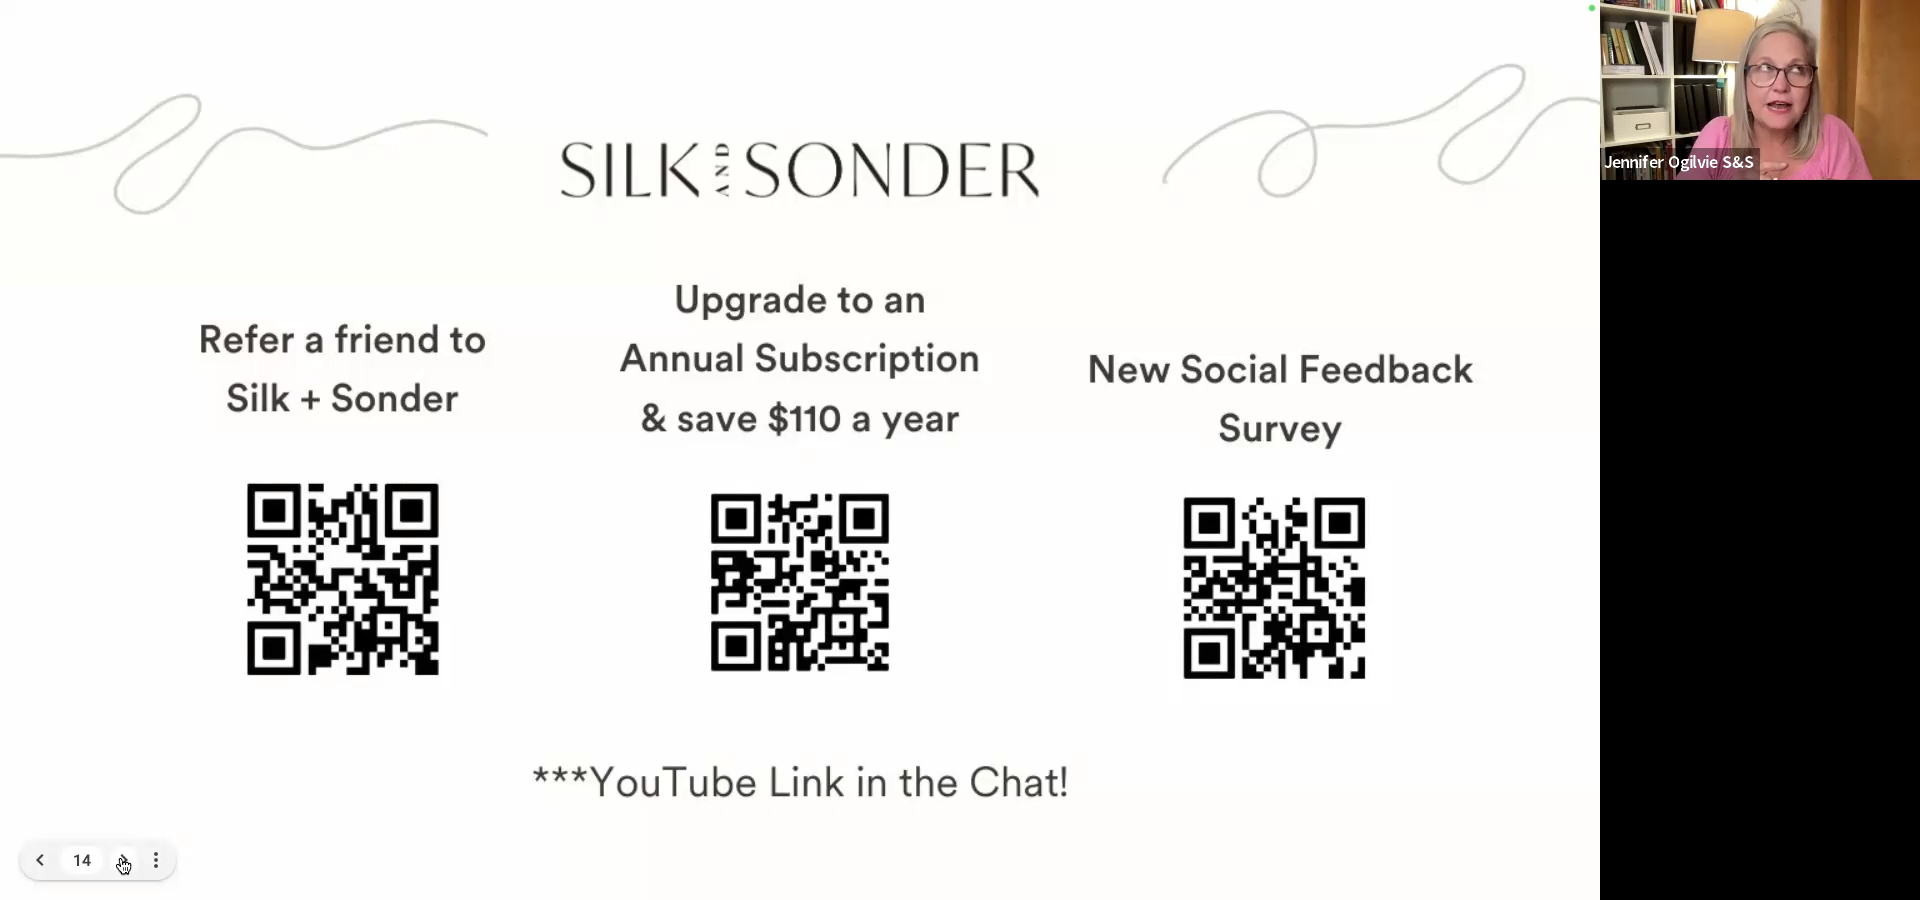 SILK AND SONDER
Refer a friend to
Silk + Sonder
Upgrade to an
Annual Subscription
& save $110 a year
New Social Feedback
Survey
***YouTube Link in the Chat!
14
Jennifer Ogilvie S&S